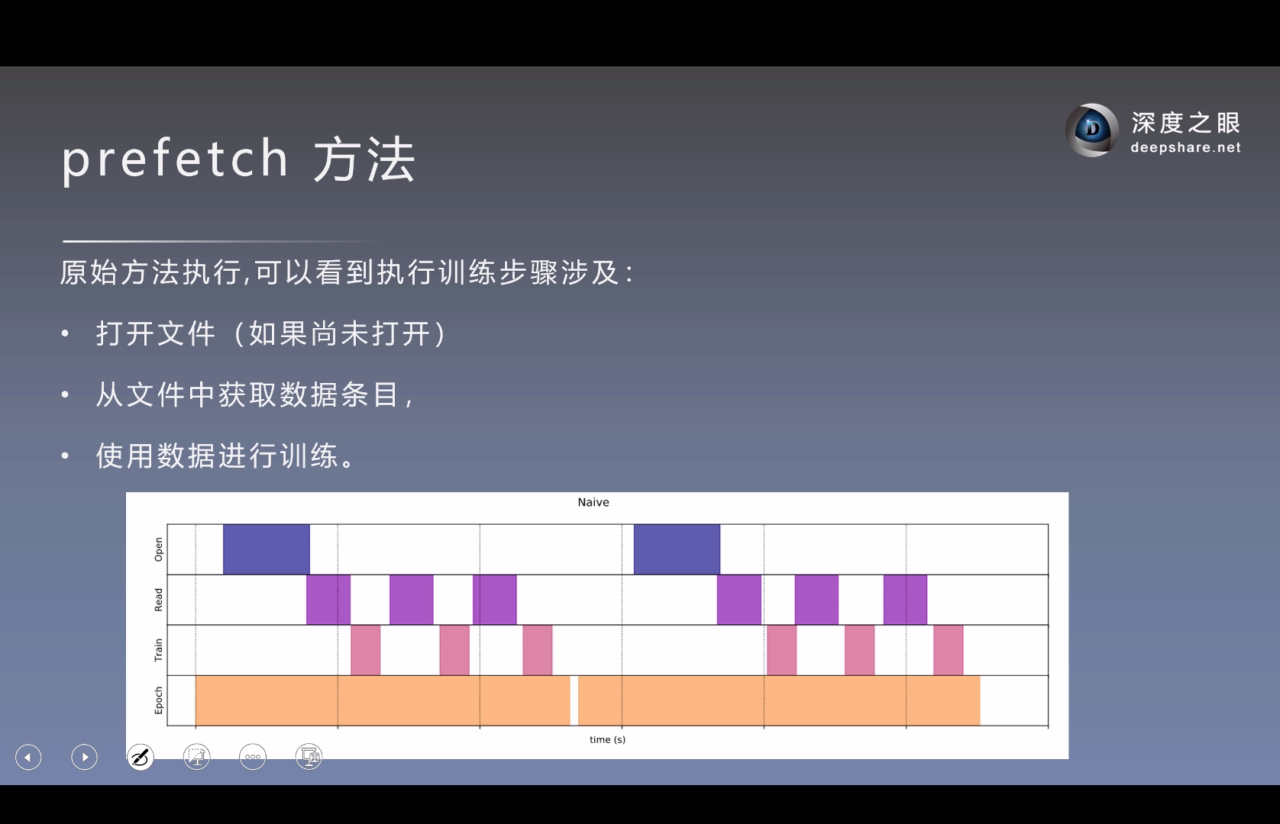 深度之眼
deepshare.net
prefetch 方法
原始方法执行,可以看到执行训练步骤涉及：
• 打开文件（如果尚未打开）
• 从文件中获取数据条目，
• 使用数据进行训练。
Naive
Open
Read
Train
Epoch
time (s)